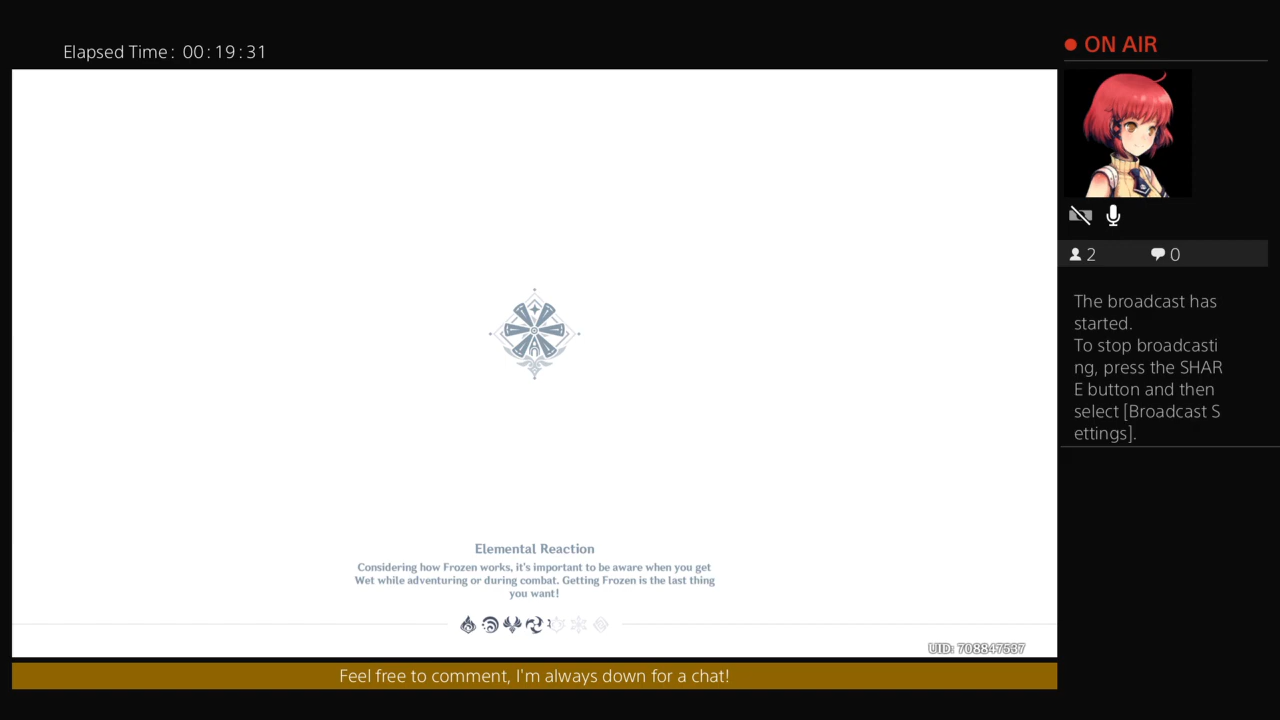 Elapsed Time: 00:19:31
ON AIR
2
0
The broadcast has
started.
To stop broadcasti
ng, press the SHAR
E button and then
select [Broadcast S
ettings].
Elemental Reaction
Considering how Frozen works, it's important to be aware when you get
Wet while adventuring or during combat. Getting Frozen is the last thing
you want!
UID: 708847537
Feel free to comment, I'm always down for a chat!